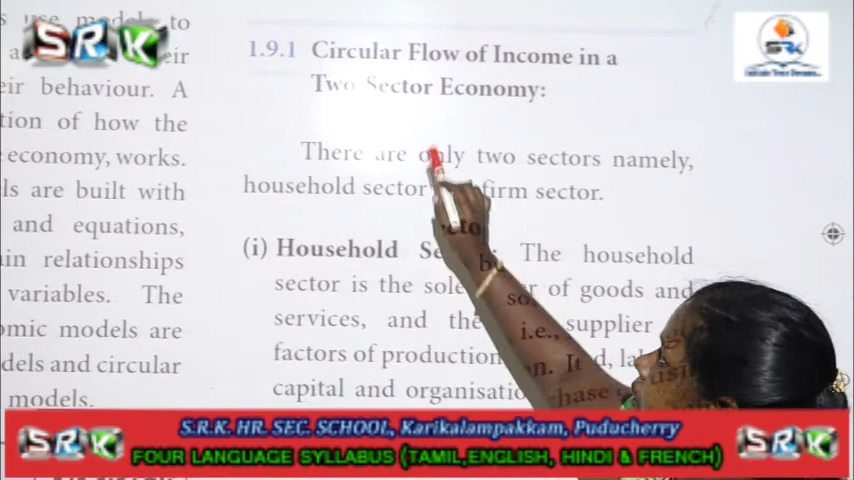 use models to
SRK
eir
eir behaviour. A
tion of how the
economy, works.
ls are built with
and equations,
in relationships
variables. The
omic models are
dels and circular
models.
1.9.1 Circular Flow of Income in a
Two Sector Economy:
There are only two sectors namely,
household sector firm sector.
(i) Household The household
sector is the of goods and
services, and i.e., supplier
factors of production
capital and organisation
SRK
S.R.K. HR. SEC. SCHOOL, Karikalampakkam, Puducherry
FOUR LANGUAGE SYLLABUS (TAMIL,ENGLISH, HINDI & FRENCH)
SRK
SRK